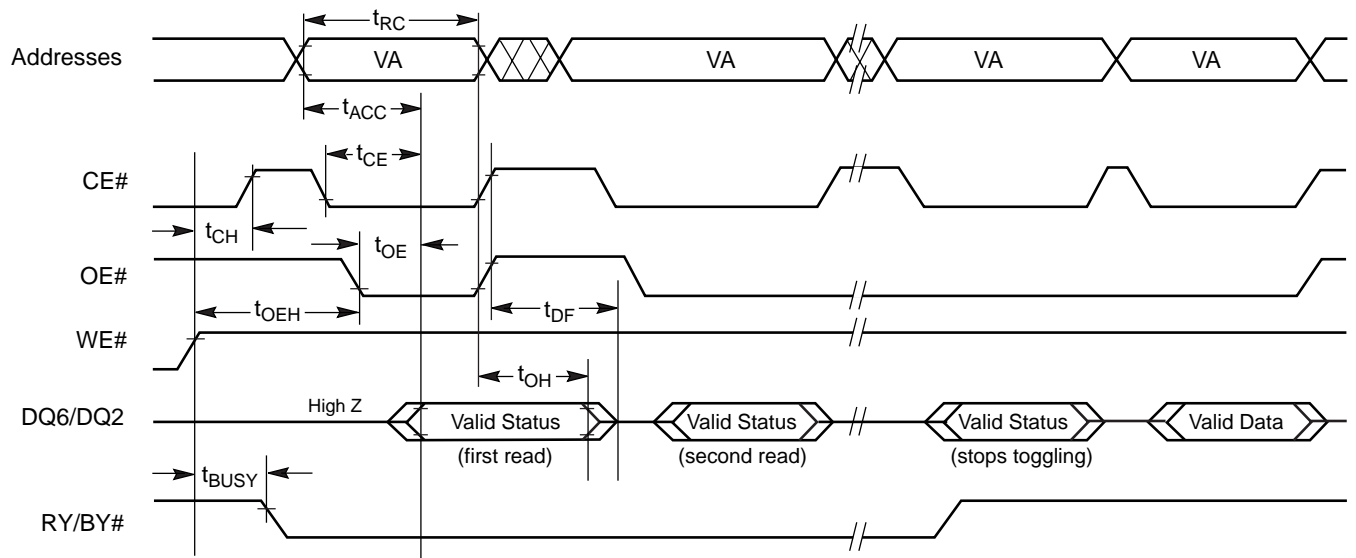 tRC
Addresses VA VA VA VA
tACC
tCE
CE#
tCH tOE
OE#
tOEH tDF
WE#
tOH
DQ6/DQ2 High Z Valid Status Valid Status Valid Status Valid Data
(first read) (second read) (stops toggling)
tBUSY
RY/BY#